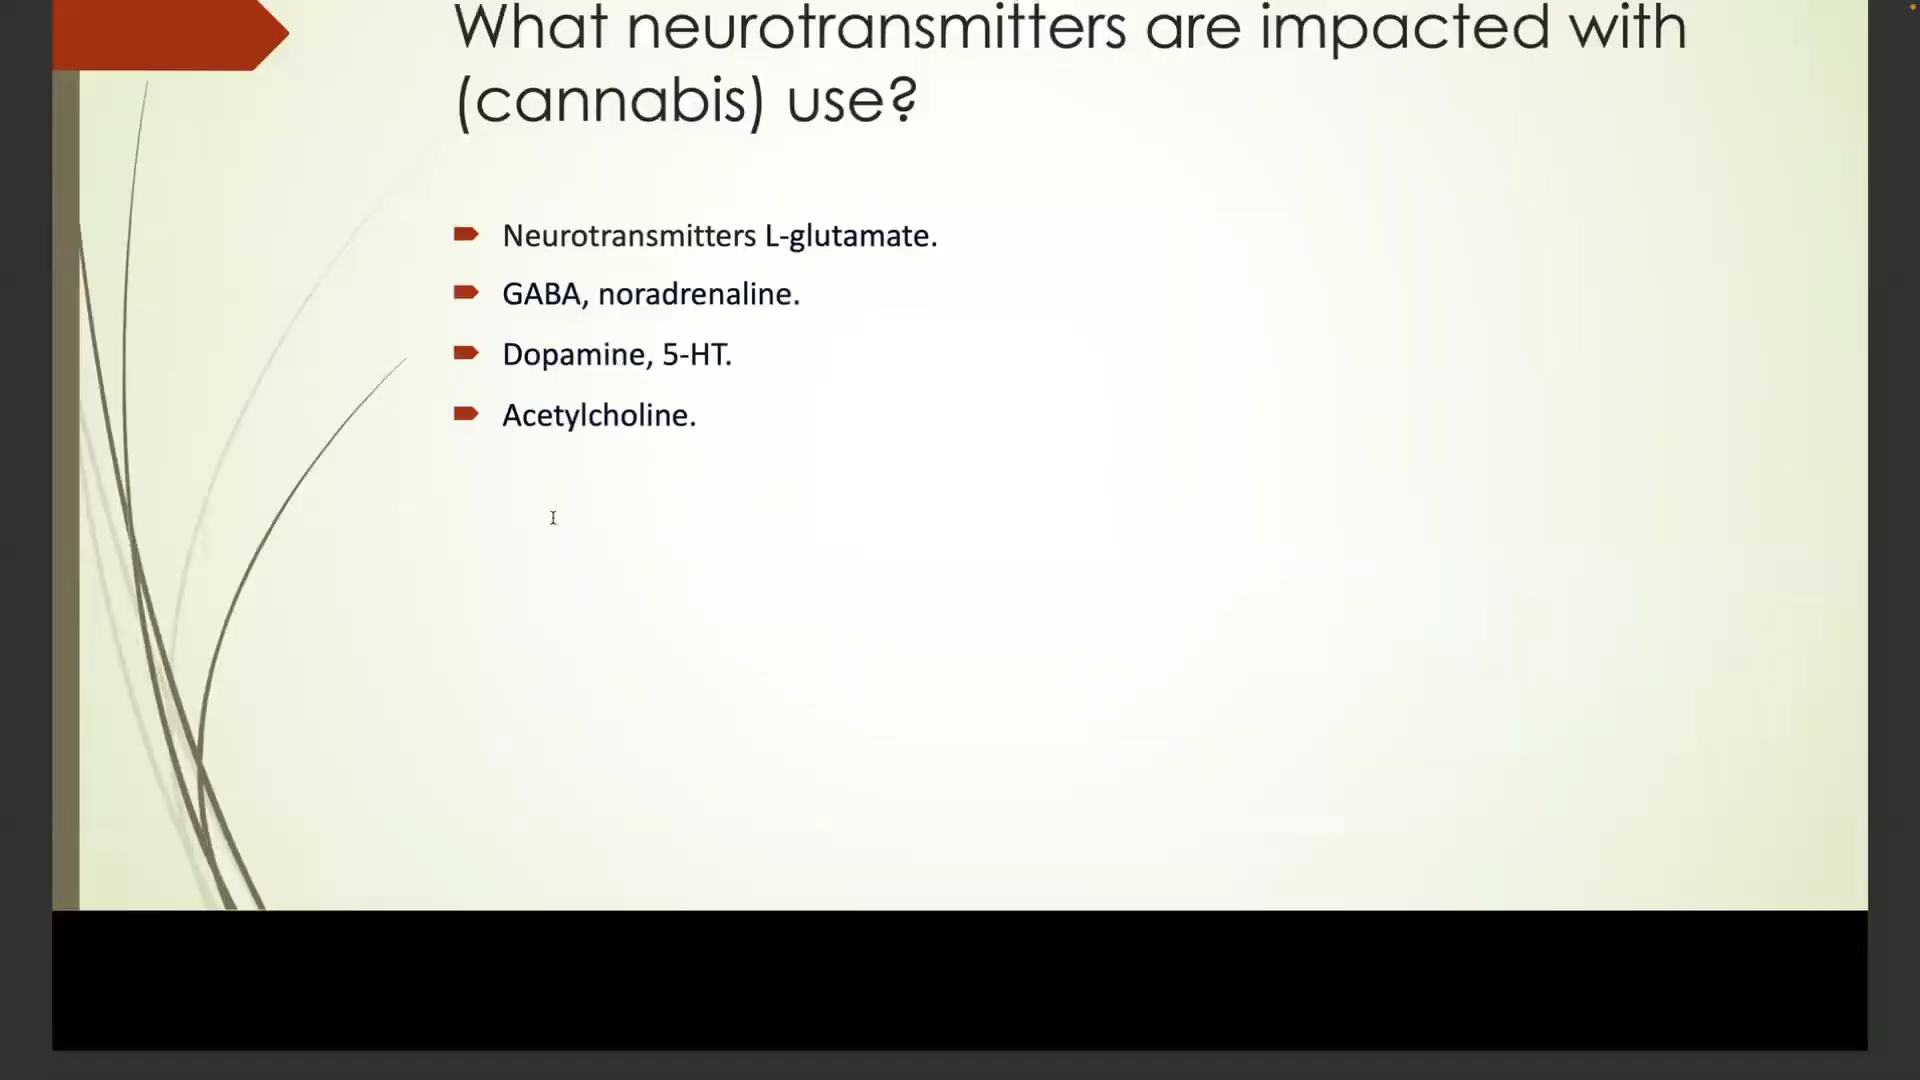 What neurotransmitters are impacted with
(cannabis) use?
Neurotransmitters L-glutamate.
GABA, noradrenaline.
Dopamine, 5-HT.
Acetylcholine.